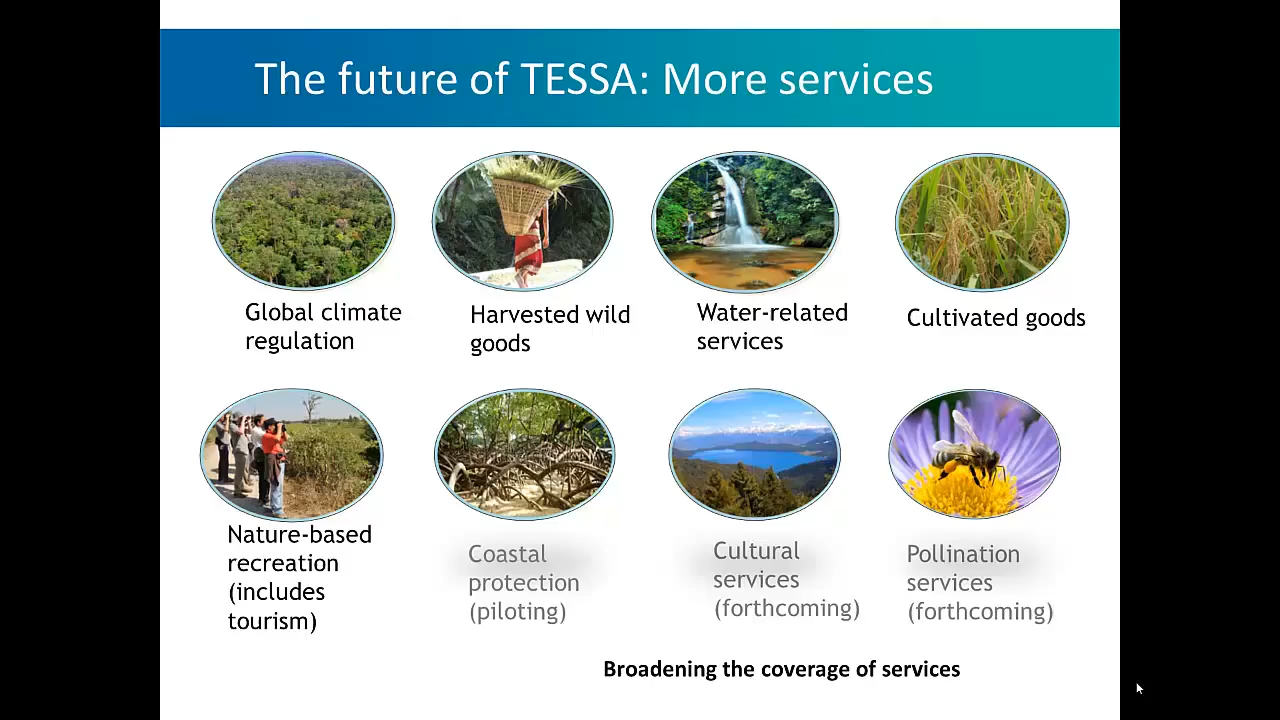 The future of TESSA: More services
Global climate
regulation
Harvested wild
goods
Water-related
services
Cultivated goods
Nature-based
recreation
(includes
tourism)
Coastal
protection
(piloting)
Cultural
services
(forthcoming)
Pollination
services
(forthcoming)
Broadening the coverage of services